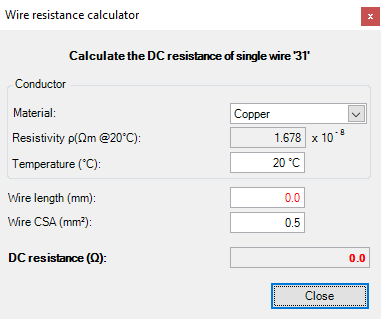 Wire resistance calculator
x
Calculate the DC resistance of single wire '31'
Conductor
Material: Copper
Resistivity ρ(Ωm @20°C): 1.678 x 10⁻⁸
Temperature (°C): 20 °C
Wire length (mm): 0.0
Wire CSA (mm²): 0.5
DC resistance (Ω): 0.0
Close